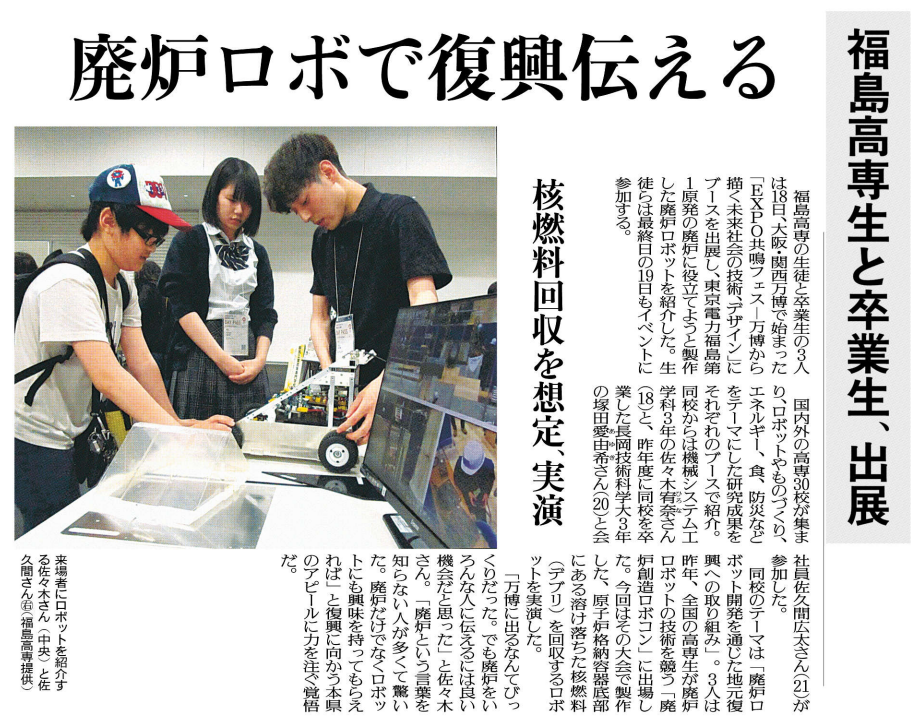 福島高専生と卒業生、出展
廃炉ロボで復興伝える
核燃料回収を想定、実演
福島高専の生徒と卒業生の3人
は18日、大阪・関西万博で始まった
「EXPO共鳴フェス―万博から
描く未来社会の技術、デザイン」に
ブースを出展し、東京電力福島第
1原発の廃炉に役立てようと製作
した廃炉ロボットを紹介した。生
徒らは最終日の19日もイベントに
参加する。
国内外の高専30校が集ま
り、ロボットやものづくり、
エネルギー、食、防災など
をテーマにした研究成果を
それぞれのブースで紹介。
同校からは機械システム工
学科3年の佐々木宥奈さん
(18)と、昨年度に同校を卒
業した長岡技術科学大3年
の塚田愛由希さん(20)と会
社員佐久間広太さん(21)が
参加した。
同校のテーマは「廃炉ロ
ボット開発を通じた地元復
興への取り組み」。3人は
昨年、全国の高専生が廃炉
ロボットの技術を競う「廃
炉創造ロボコン」に出場し
た。今回はその大会で製作
した、原子炉格納容器底部
にある溶け落ちた核燃料
(デブリ)を回収するロボ
ットを実演した。
「万博に出るなんてびっ
くりだった。でも廃炉をい
ろんな人に伝えるには良い
機会だと思った」と佐々木
さん。「廃炉という言葉を
知らない人が多くて驚い
た。廃炉だけでなくロボッ
トにも興味を持ってもらえ
れば」と復興に向かう本県
のアピールに力を注ぐ覚悟
だ。
来場者にロボットを紹介す
る佐々木さん(中央)と佐
久間さん㊨(福島高専提供)